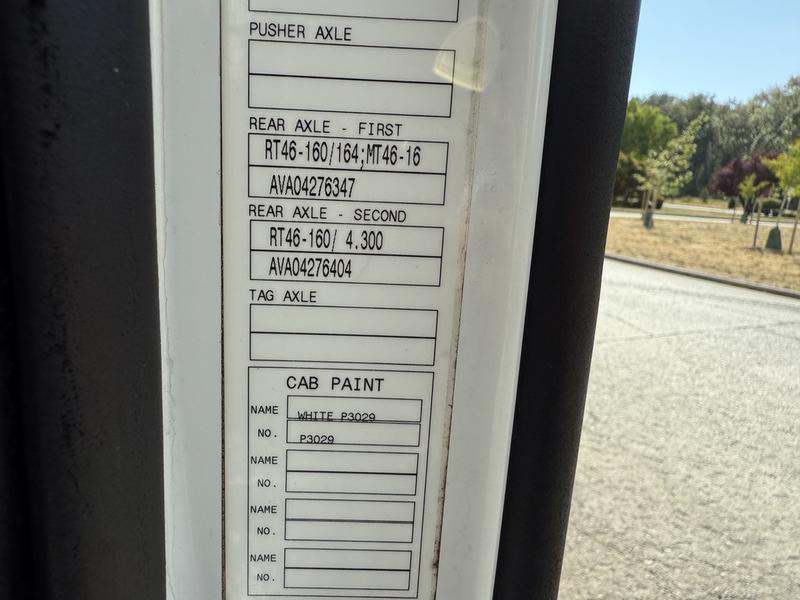 PUSHER AXLE
REAR AXLE - FIRST
RT46-160/164;MT46-16
AVA04276347
REAR AXLE - SECOND
RT46-160/ 4.300
AVA04276404
TAG AXLE
CAB PAINT
NAME WHITE P3029
NO. P3029
NAME
NO.
NAME
NO.
NAME
NO.